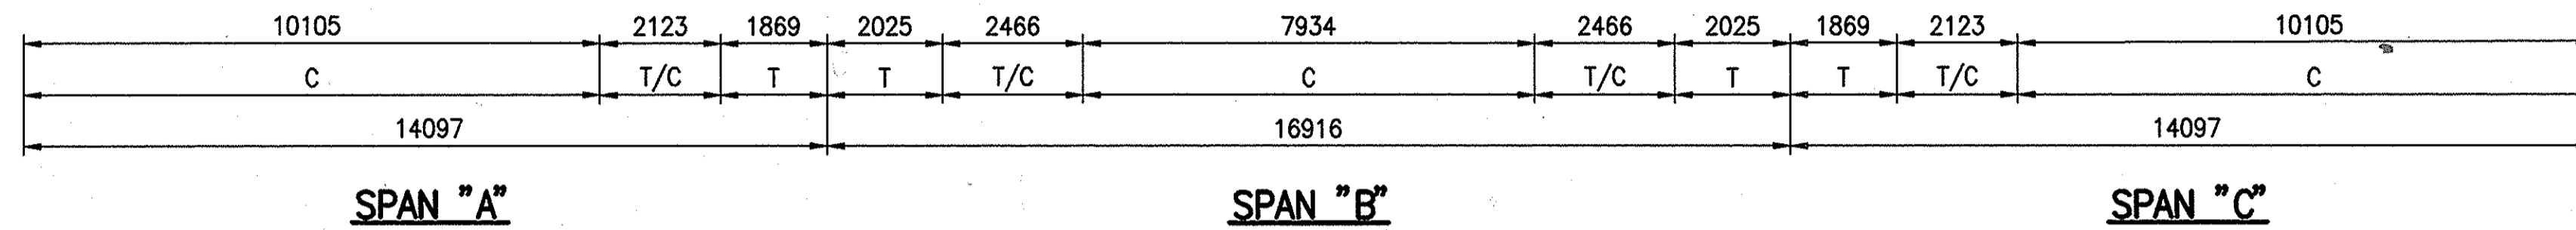 10105 2123 1869 2025 2466 7934 2466 2025 1869 2123 10105
C T/C T T T/C C T/C T T T/C C
14097 16916 14097
SPAN "A" SPAN "B" SPAN "C"